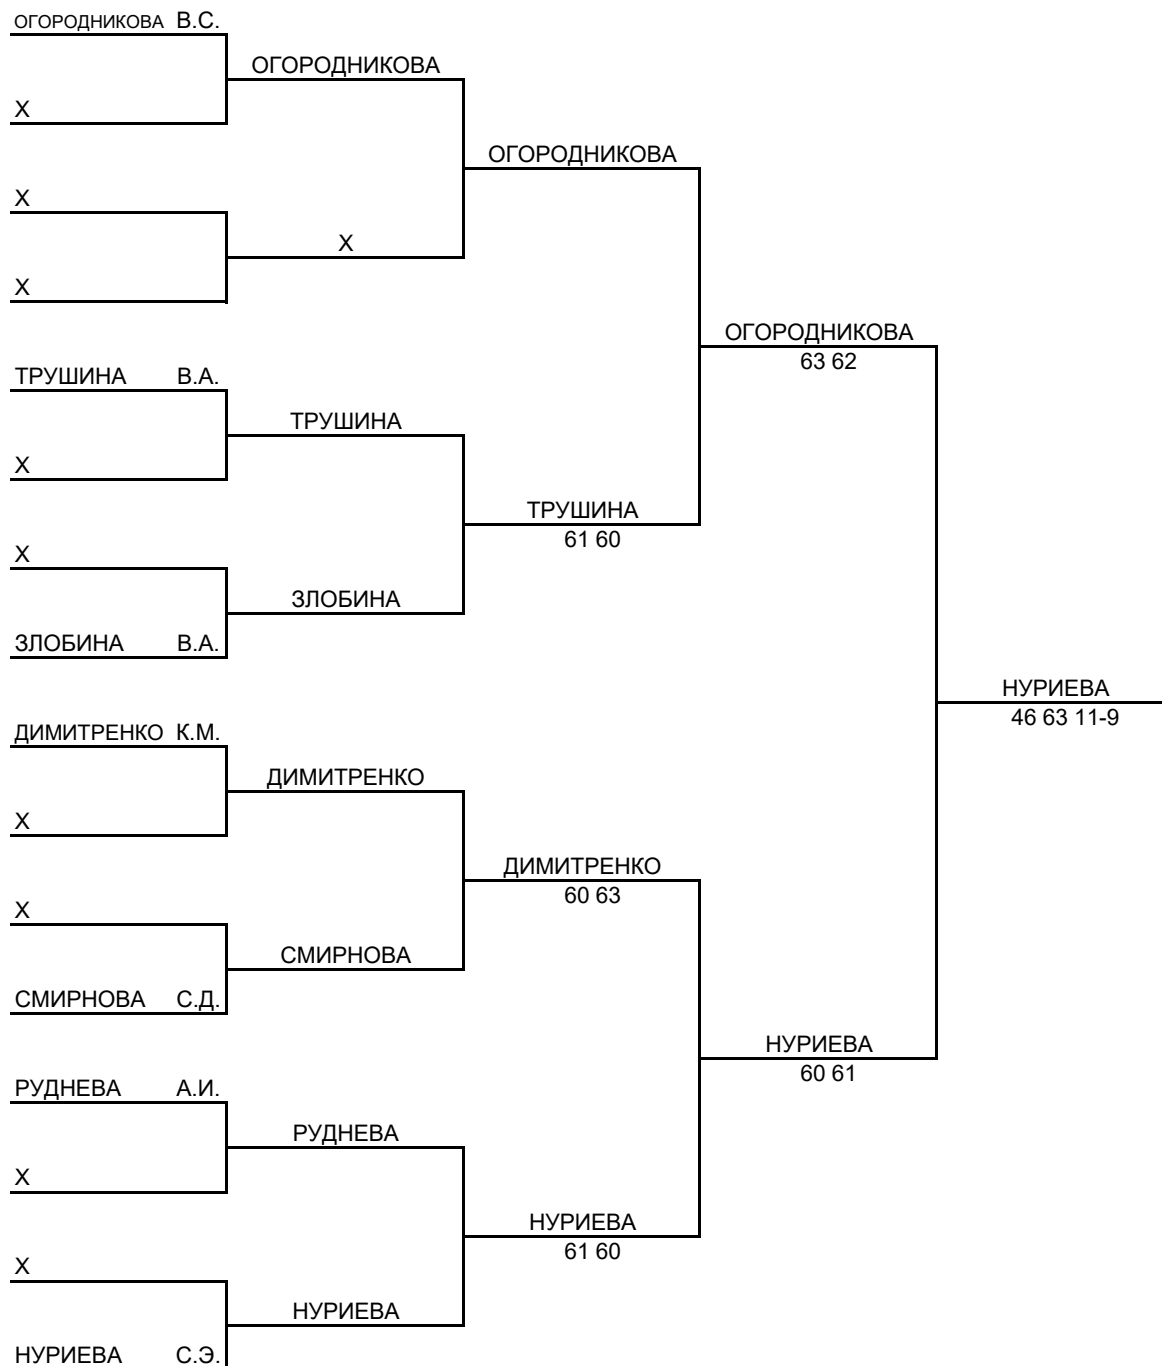 ОГОРОДНИКОВА В.С.
ОГОРОДНИКОВА
Х
ОГОРОДНИКОВА
Х
Х
Х
ОГОРОДНИКОВА
63 62
ТРУШИНА В.А.
ТРУШИНА
Х
ТРУШИНА
61 60
Х
ЗЛОБИНА
ЗЛОБИНА В.А.
НУРИЕВА
46 63 11-9
ДИМИТРЕНКО К.М.
ДИМИТРЕНКО
Х
ДИМИТРЕНКО
60 63
Х
СМИРНОВА
СМИРНОВА С.Д.
НУРИЕВА
60 61
РУДНЕВА А.И.
РУДНЕВА
Х
НУРИЕВА
61 60
Х
НУРИЕВА
НУРИЕВА С.Э.